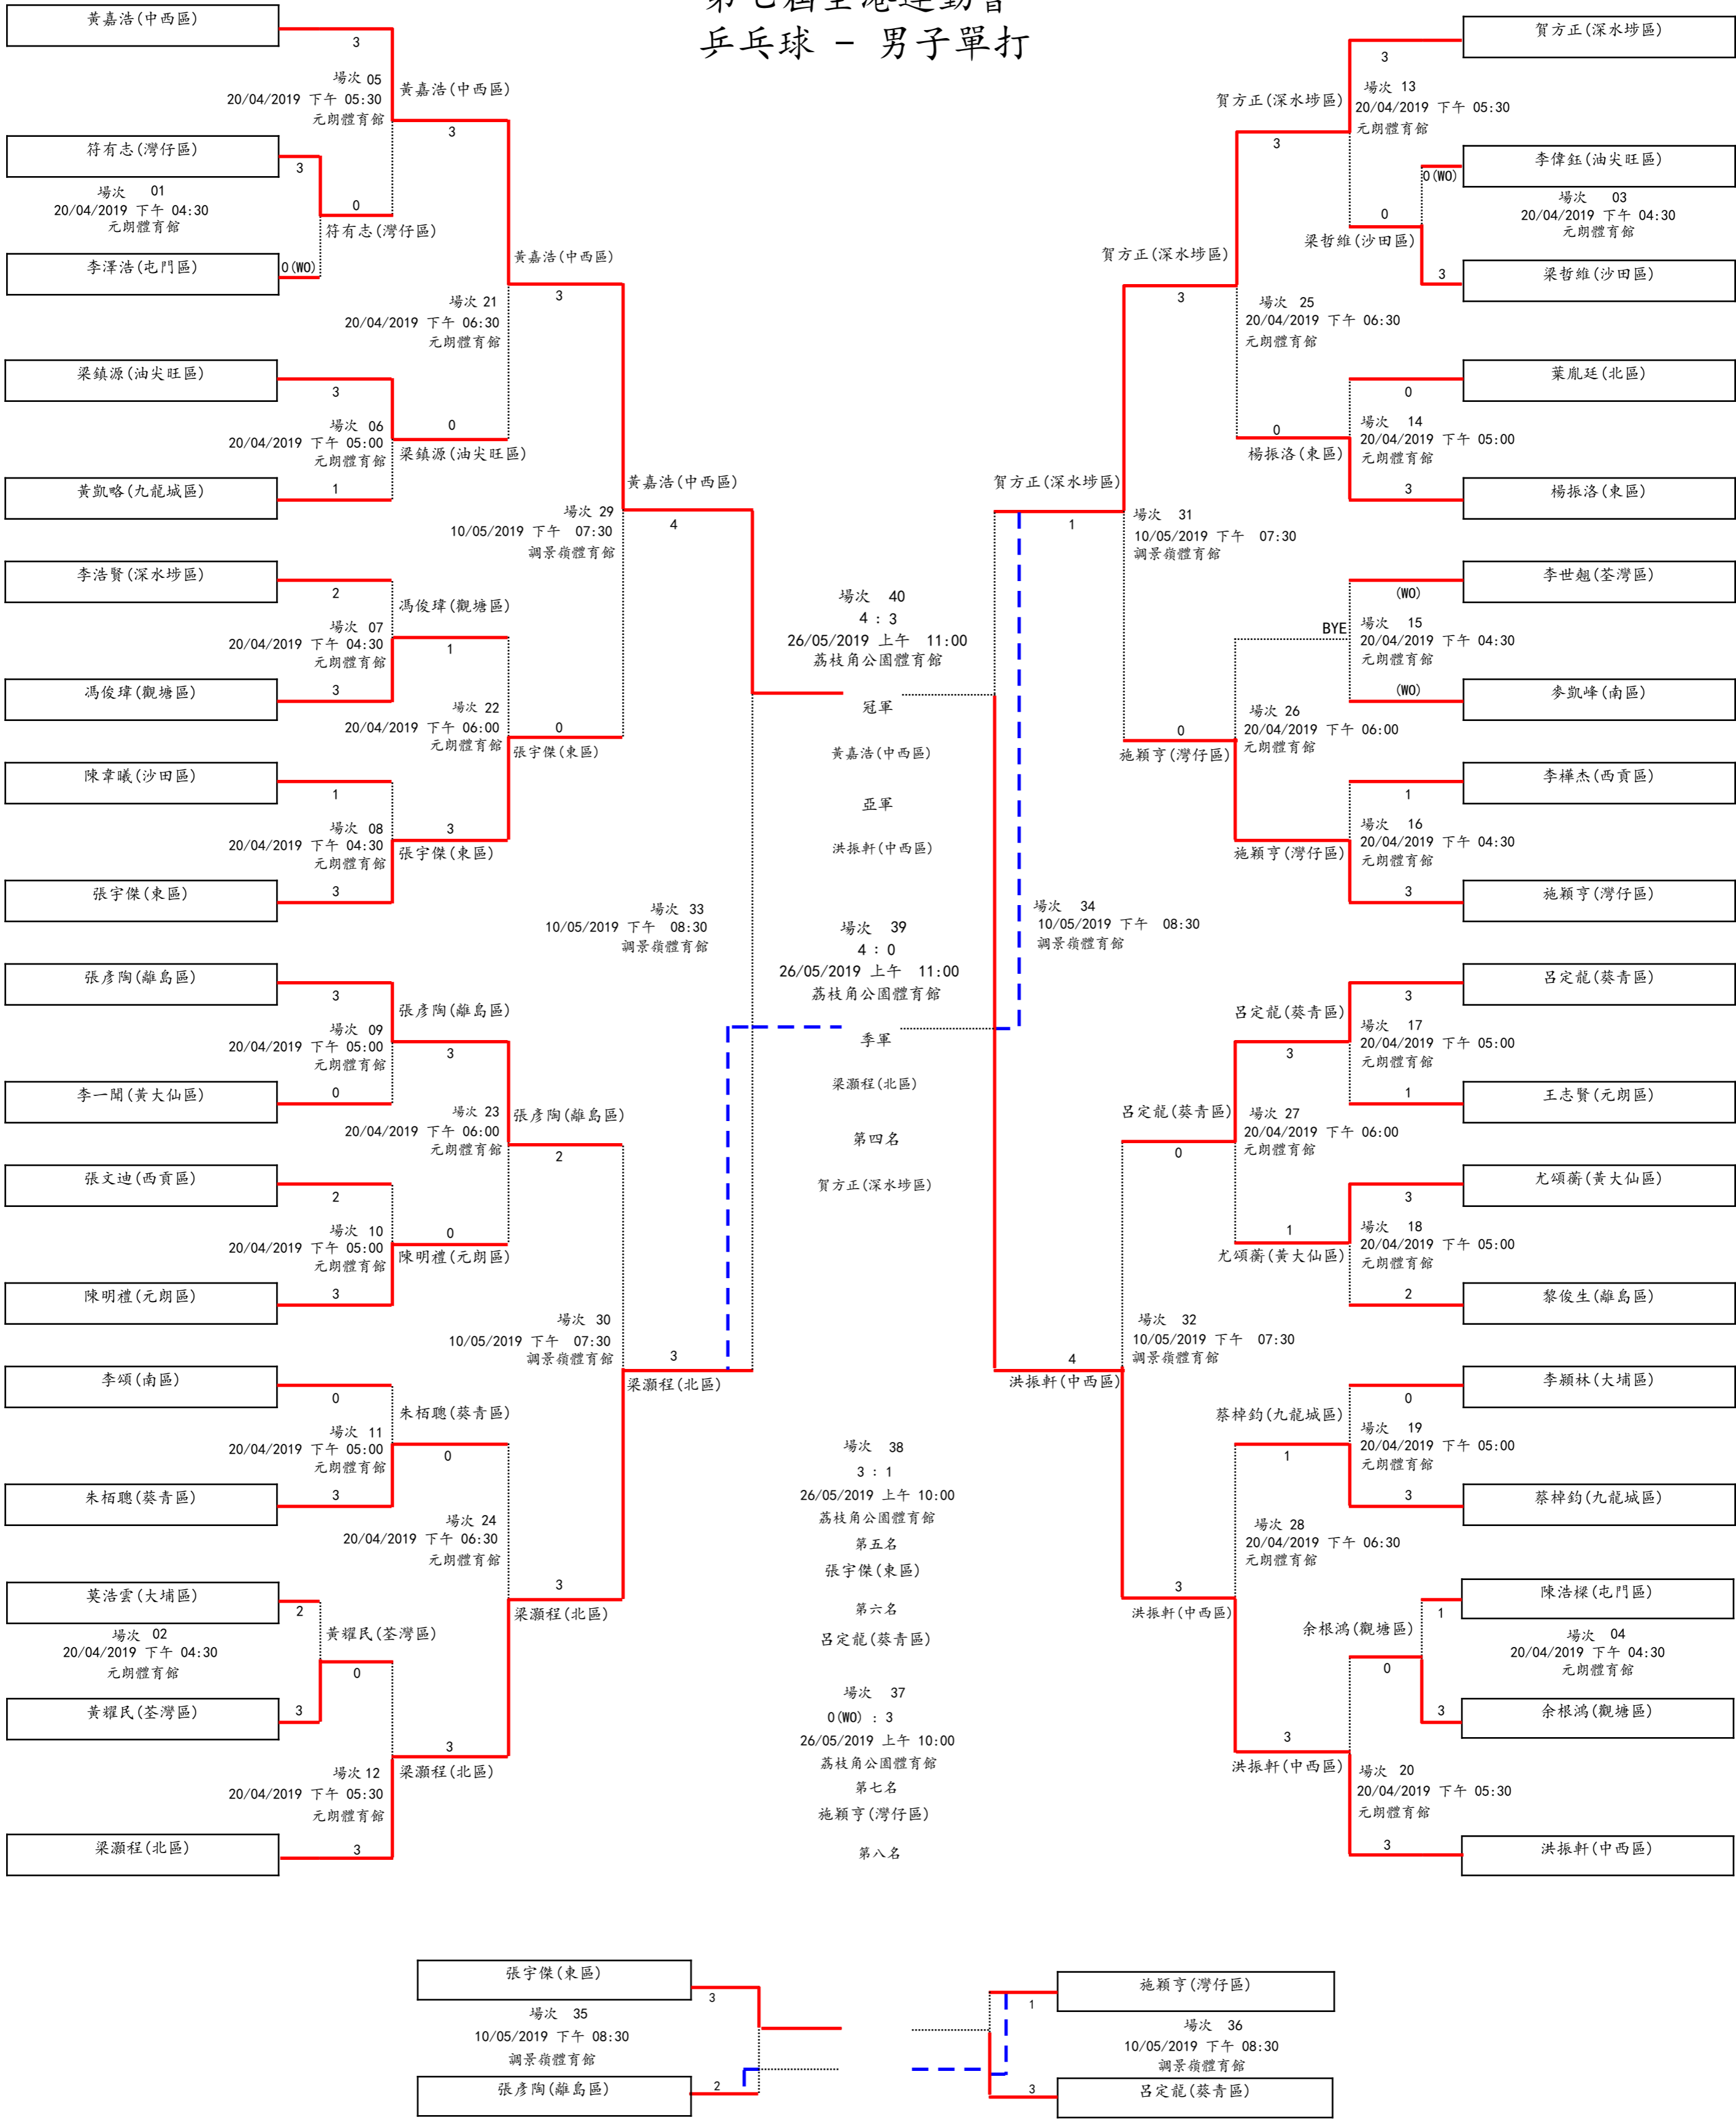 第七屆全港運動會
乒乓球 － 男子單打
黃嘉浩(中西區)
3
場次 05
20/04/2019 下午 05:30
元朗體育館
黃嘉浩(中西區)
3
符有志(灣仔區)
3
場次 01
20/04/2019 下午 04:30
元朗體育館
0
符有志(灣仔區)
李澤浩(屯門區)
0(WO)
黃嘉浩(中西區)
3
場次 21
20/04/2019 下午 06:30
元朗體育館
梁鎮源(油尖旺區)
3
場次 06
20/04/2019 下午 05:00
元朗體育館
0
梁鎮源(油尖旺區)
黃凱略(九龍城區)
1
黃嘉浩(中西區)
4
場次 29
10/05/2019 下午 07:30
調景嶺體育館
李浩賢(深水埗區)
2
馮俊瑋(觀塘區)
場次 07
20/04/2019 下午 04:30
元朗體育館
1
馮俊瑋(觀塘區)
3
場次 22
20/04/2019 下午 06:00
元朗體育館
0
張宇傑(東區)
陳韋曦(沙田區)
1
場次 08
20/04/2019 下午 04:30
元朗體育館
3
張宇傑(東區)
張宇傑(東區)
3
場次 33
10/05/2019 下午 08:30
調景嶺體育館
張彥陶(離島區)
3
張彥陶(離島區)
場次 09
20/04/2019 下午 05:00
元朗體育館
3
李一聞(黃大仙區)
0
場次 23
20/04/2019 下午 06:00
元朗體育館
張彥陶(離島區)
2
張文迪(西貢區)
2
場次 10
20/04/2019 下午 05:00
元朗體育館
0
陳明禮(元朗區)
陳明禮(元朗區)
3
場次 30
10/05/2019 下午 07:30
調景嶺體育館
3
梁灝程(北區)
李頌(南區)
0
朱栢聰(葵青區)
場次 11
20/04/2019 下午 05:00
元朗體育館
0
朱栢聰(葵青區)
3
場次 24
20/04/2019 下午 06:30
元朗體育館
3
梁灝程(北區)
莫浩雲(大埔區)
2
場次 02
20/04/2019 下午 04:30
元朗體育館
黃耀民(荃灣區)
0
黃耀民(荃灣區)
3
3
梁灝程(北區)
場次 12
20/04/2019 下午 05:30
元朗體育館
梁灝程(北區)
3
場次 40
4 : 3
26/05/2019 上午 11:00
荔枝角公園體育館
冠軍
黃嘉浩(中西區)
亞軍
洪振軒(中西區)
場次 39
4 : 0
26/05/2019 上午 11:00
荔枝角公園體育館
季軍
梁灝程(北區)
第四名
賀方正(深水埗區)
場次 38
3 : 1
26/05/2019 上午 10:00
荔枝角公園體育館
第五名
張宇傑(東區)
第六名
呂定龍(葵青區)
場次 37
0(WO) : 3
26/05/2019 上午 10:00
荔枝角公園體育館
第七名
施穎亨(灣仔區)
第八名
賀方正(深水埗區)
3
賀方正(深水埗區)
場次 13
20/04/2019 下午 05:30
元朗體育館
3
李偉鈺(油尖旺區)
0(WO)
場次 03
20/04/2019 下午 04:30
元朗體育館
0
梁哲維(沙田區)
梁哲維(沙田區)
3
賀方正(深水埗區)
3
場次 25
20/04/2019 下午 06:30
元朗體育館
葉胤廷(北區)
0
場次 14
20/04/2019 下午 05:00
元朗體育館
0
楊振洛(東區)
楊振洛(東區)
3
賀方正(深水埗區)
1
場次 31
10/05/2019 下午 07:30
調景嶺體育館
李世翹(荃灣區)
(WO)
BYE
場次 15
20/04/2019 下午 04:30
元朗體育館
(WO)
麥凱峰(南區)
場次 26
20/04/2019 下午 06:00
元朗體育館
0
施穎亨(灣仔區)
李樺杰(西貢區)
1
場次 16
20/04/2019 下午 04:30
元朗體育館
施穎亨(灣仔區)
3
施穎亨(灣仔區)
場次 34
10/05/2019 下午 08:30
調景嶺體育館
呂定龍(葵青區)
3
呂定龍(葵青區)
場次 17
20/04/2019 下午 05:00
元朗體育館
3
1
王志賢(元朗區)
呂定龍(葵青區)
0
場次 27
20/04/2019 下午 06:00
元朗體育館
尤頌蘅(黃大仙區)
3
場次 18
20/04/2019 下午 05:00
元朗體育館
1
尤頌蘅(黃大仙區)
2
黎俊生(離島區)
場次 32
10/05/2019 下午 07:30
調景嶺體育館
4
洪振軒(中西區)
李潁林(大埔區)
0
蔡棹鈞(九龍城區)
場次 19
20/04/2019 下午 05:00
元朗體育館
1
3
蔡棹鈞(九龍城區)
場次 28
20/04/2019 下午 06:30
元朗體育館
3
洪振軒(中西區)
陳浩樑(屯門區)
1
余根鴻(觀塘區)
場次 04
20/04/2019 下午 04:30
元朗體育館
0
3
余根鴻(觀塘區)
3
洪振軒(中西區)
場次 20
20/04/2019 下午 05:30
元朗體育館
3
洪振軒(中西區)
張宇傑(東區)
3
場次 35
10/05/2019 下午 08:30
調景嶺體育館
張彥陶(離島區)
2
施穎亨(灣仔區)
1
場次 36
10/05/2019 下午 08:30
調景嶺體育館
3
呂定龍(葵青區)